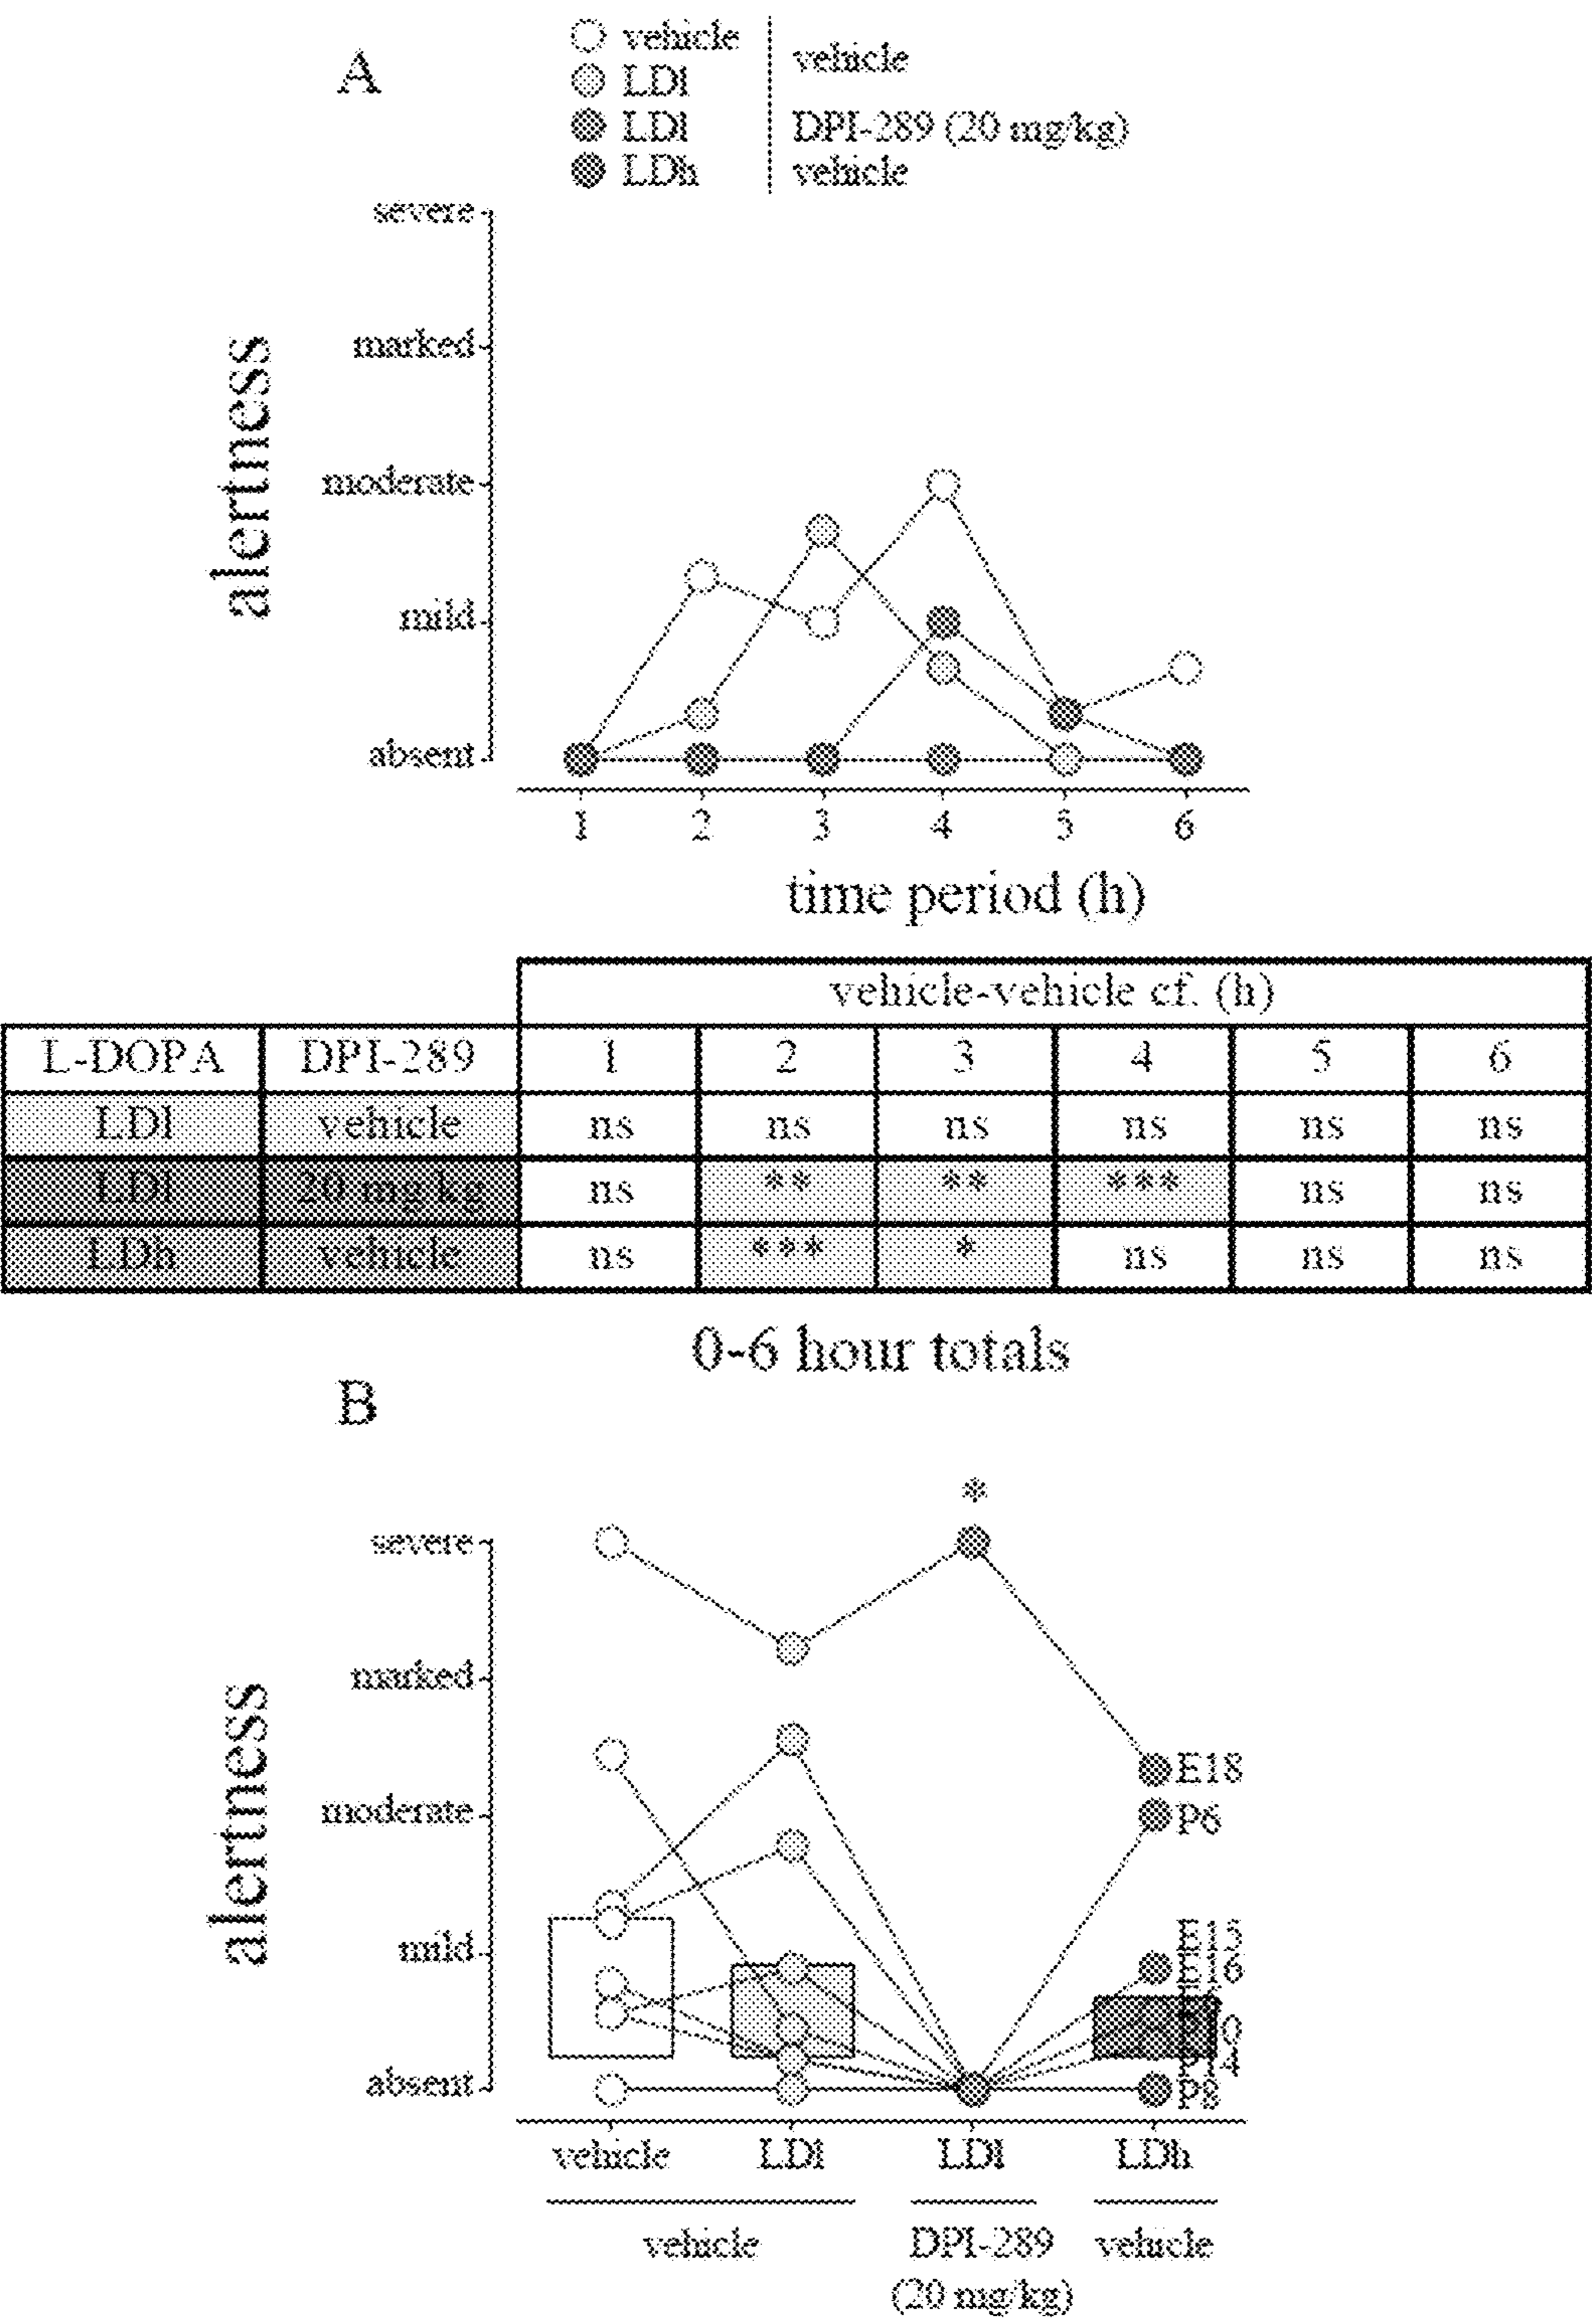 A
vehicle
LDl
vehicle
LDl
DPI-289 (20 mg/kg)
LDh
vehicle
severe
marked
moderate
mild
absent
alertness
1 2 3 4 5 6
time period (h)
vehicle-vehicle cf. (h)
L-DOPA DPI-289 1 2 3 4 5 6
LDl vehicle ns ns ns ns ns ns
LDl 20 mg/kg ns ** ** *** ns ns
LDh vehicle ns *** * ns ns ns
0-6 hour totals
B
*
severe
marked
moderate
mild
absent
alertness
E18
P6
E15
E16
P8
vehicle LDl LDl LDh
vehicle DPI-289 vehicle
(20 mg/kg)